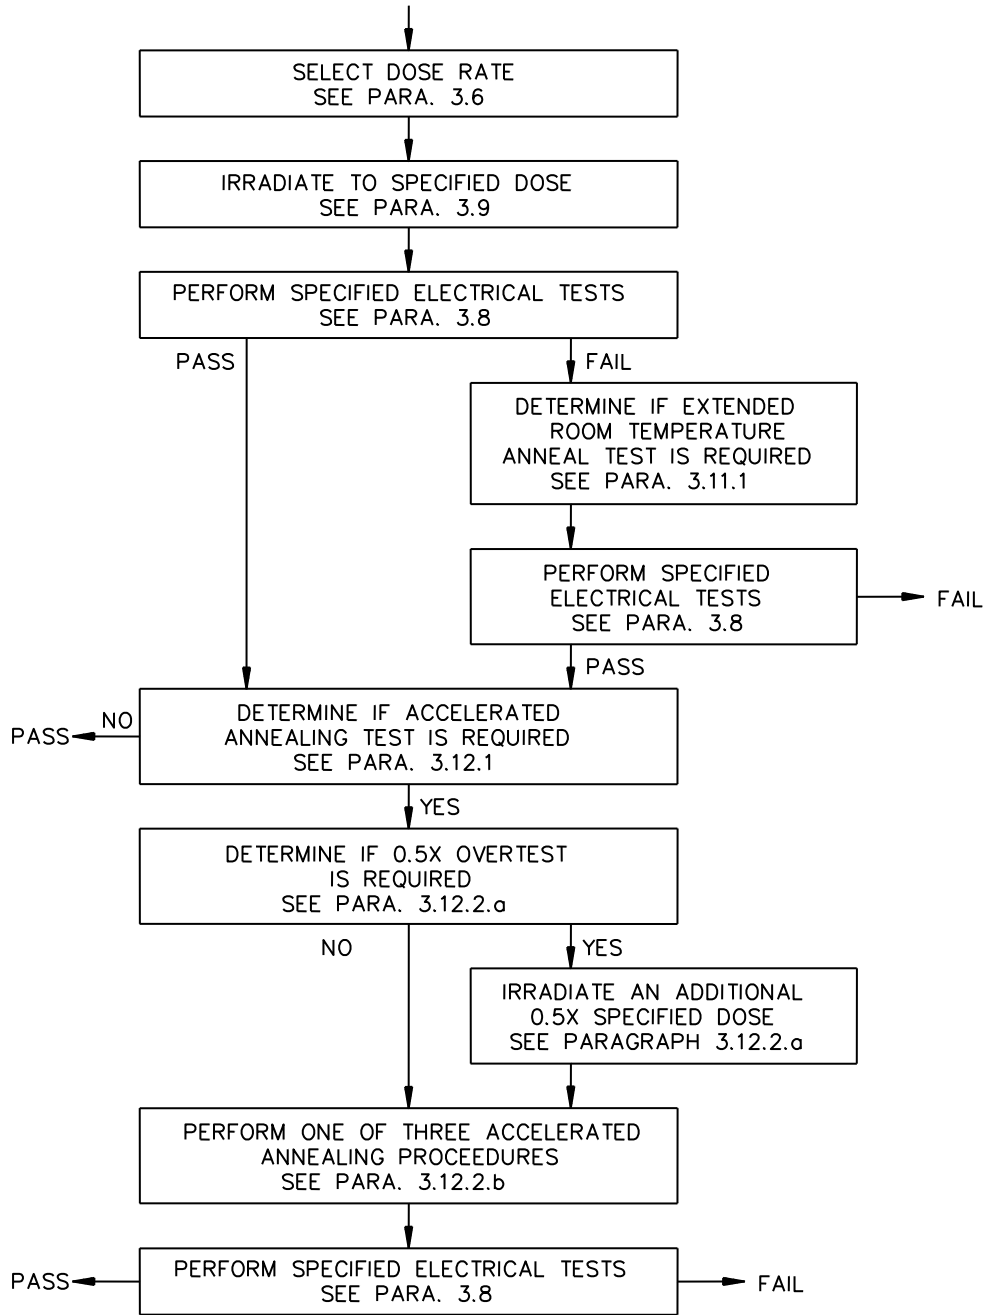 SELECT DOSE RATE
SEE PARA. 3.6
IRRADIATE TO SPECIFIED DOSE
SEE PARA. 3.9
PERFORM SPECIFIED ELECTRICAL TESTS
SEE PARA. 3.8
PASS
FAIL
DETERMINE IF EXTENDED
ROOM TEMPERATURE
ANNEAL TEST IS REQUIRED
SEE PARA. 3.11.1
PERFORM SPECIFIED
ELECTRICAL TESTS
SEE PARA. 3.8
FAIL
PASS
DETERMINE IF ACCELERATED
ANNEALING TEST IS REQUIRED
SEE PARA. 3.12.1
NO
PASS
YES
DETERMINE IF 0.5X OVERTEST
IS REQUIRED
SEE PARA. 3.12.2.a
NO
YES
IRRADIATE AN ADDITIONAL
0.5X SPECIFIED DOSE
SEE PARAGRAPH 3.12.2.a
PERFORM ONE OF THREE ACCELERATED
ANNEALING PROCEEDURES
SEE PARA. 3.12.2.b
PERFORM SPECIFIED ELECTRICAL TESTS
SEE PARA. 3.8
PASS
FAIL